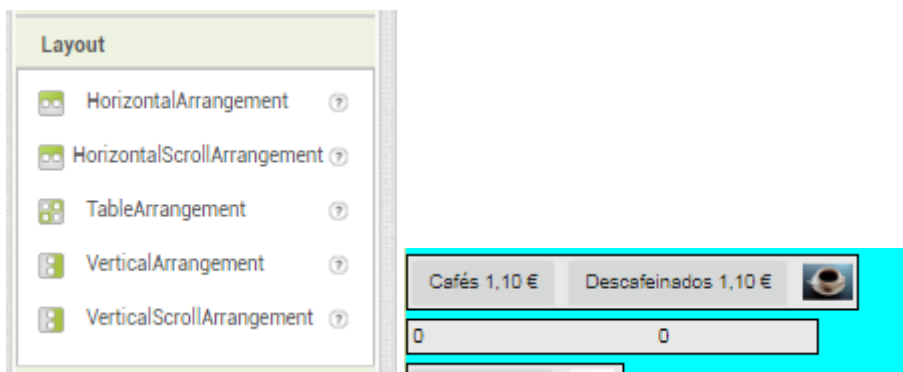 Layout
HorizontalArrangement ?
HorizontalScrollArrangement ?
TableArrangement ?
VerticalArrangement ?
VerticalScrollArrangement ?
Cafés 1,10 € Descafeinados 1,10 €
0 0